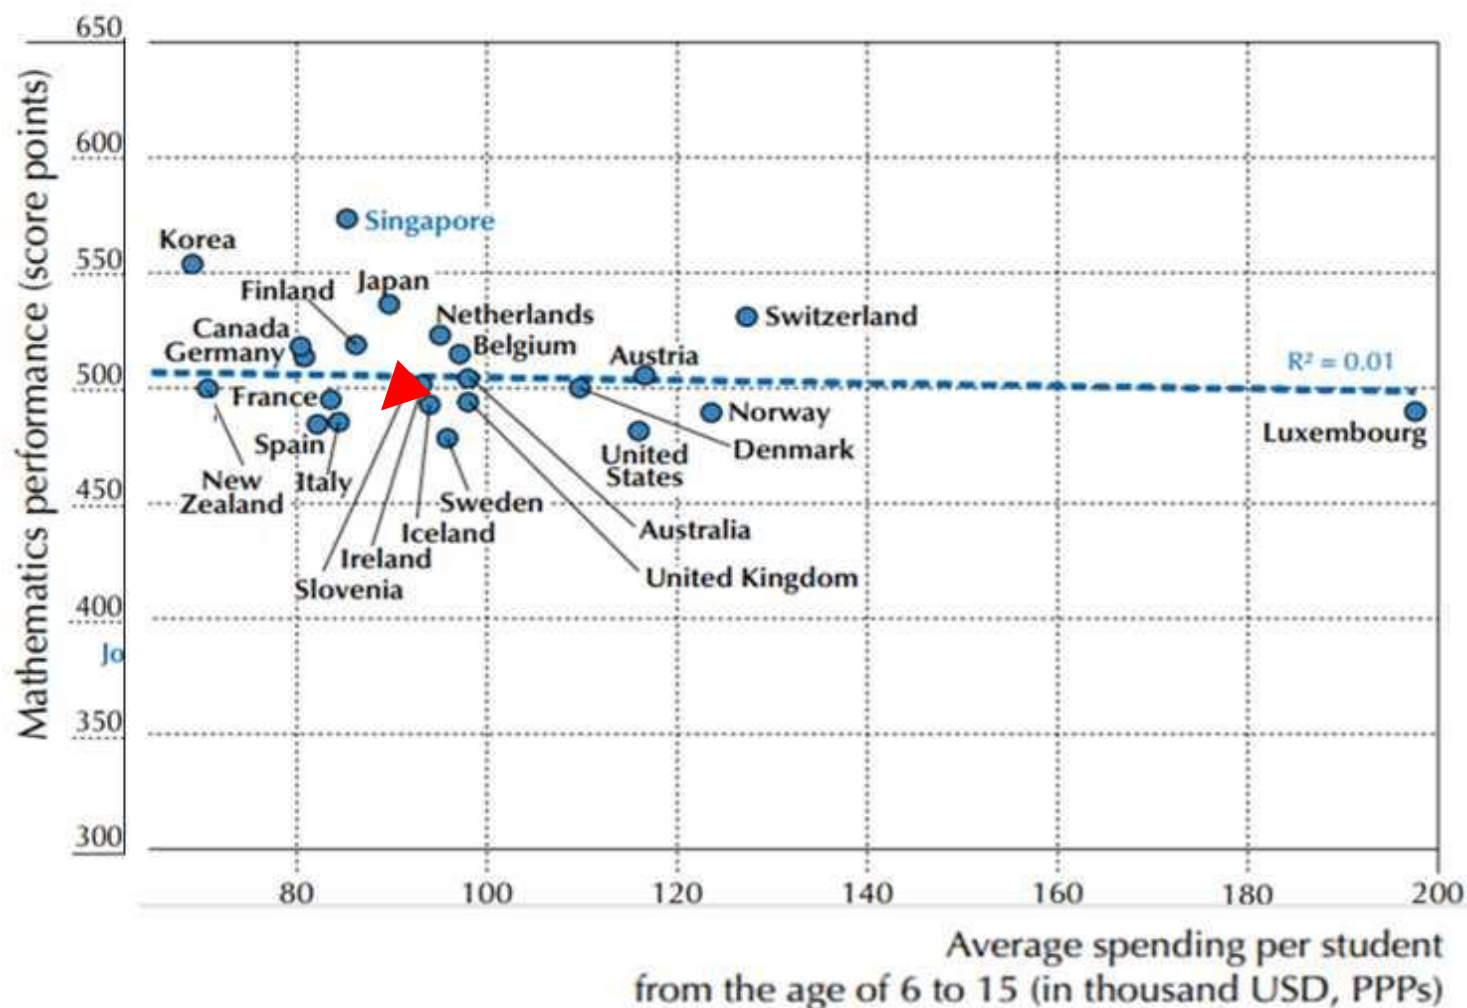 650
600
550
500
450
400
350
300
Mathematics performance (score points)
Singapore
Korea
Japan
Finland
Netherlands
Switzerland
Canada
Belgium
Germany
Austria
R² = 0.01
France
Norway
Luxembourg
Spain
Denmark
United
States
New
Zealand
Italy
Sweden
Iceland
Australia
Ireland
United Kingdom
Slovenia
Jo
80 100 120 140 160 180 200
Average spending per student
from the age of 6 to 15 (in thousand USD, PPPs)